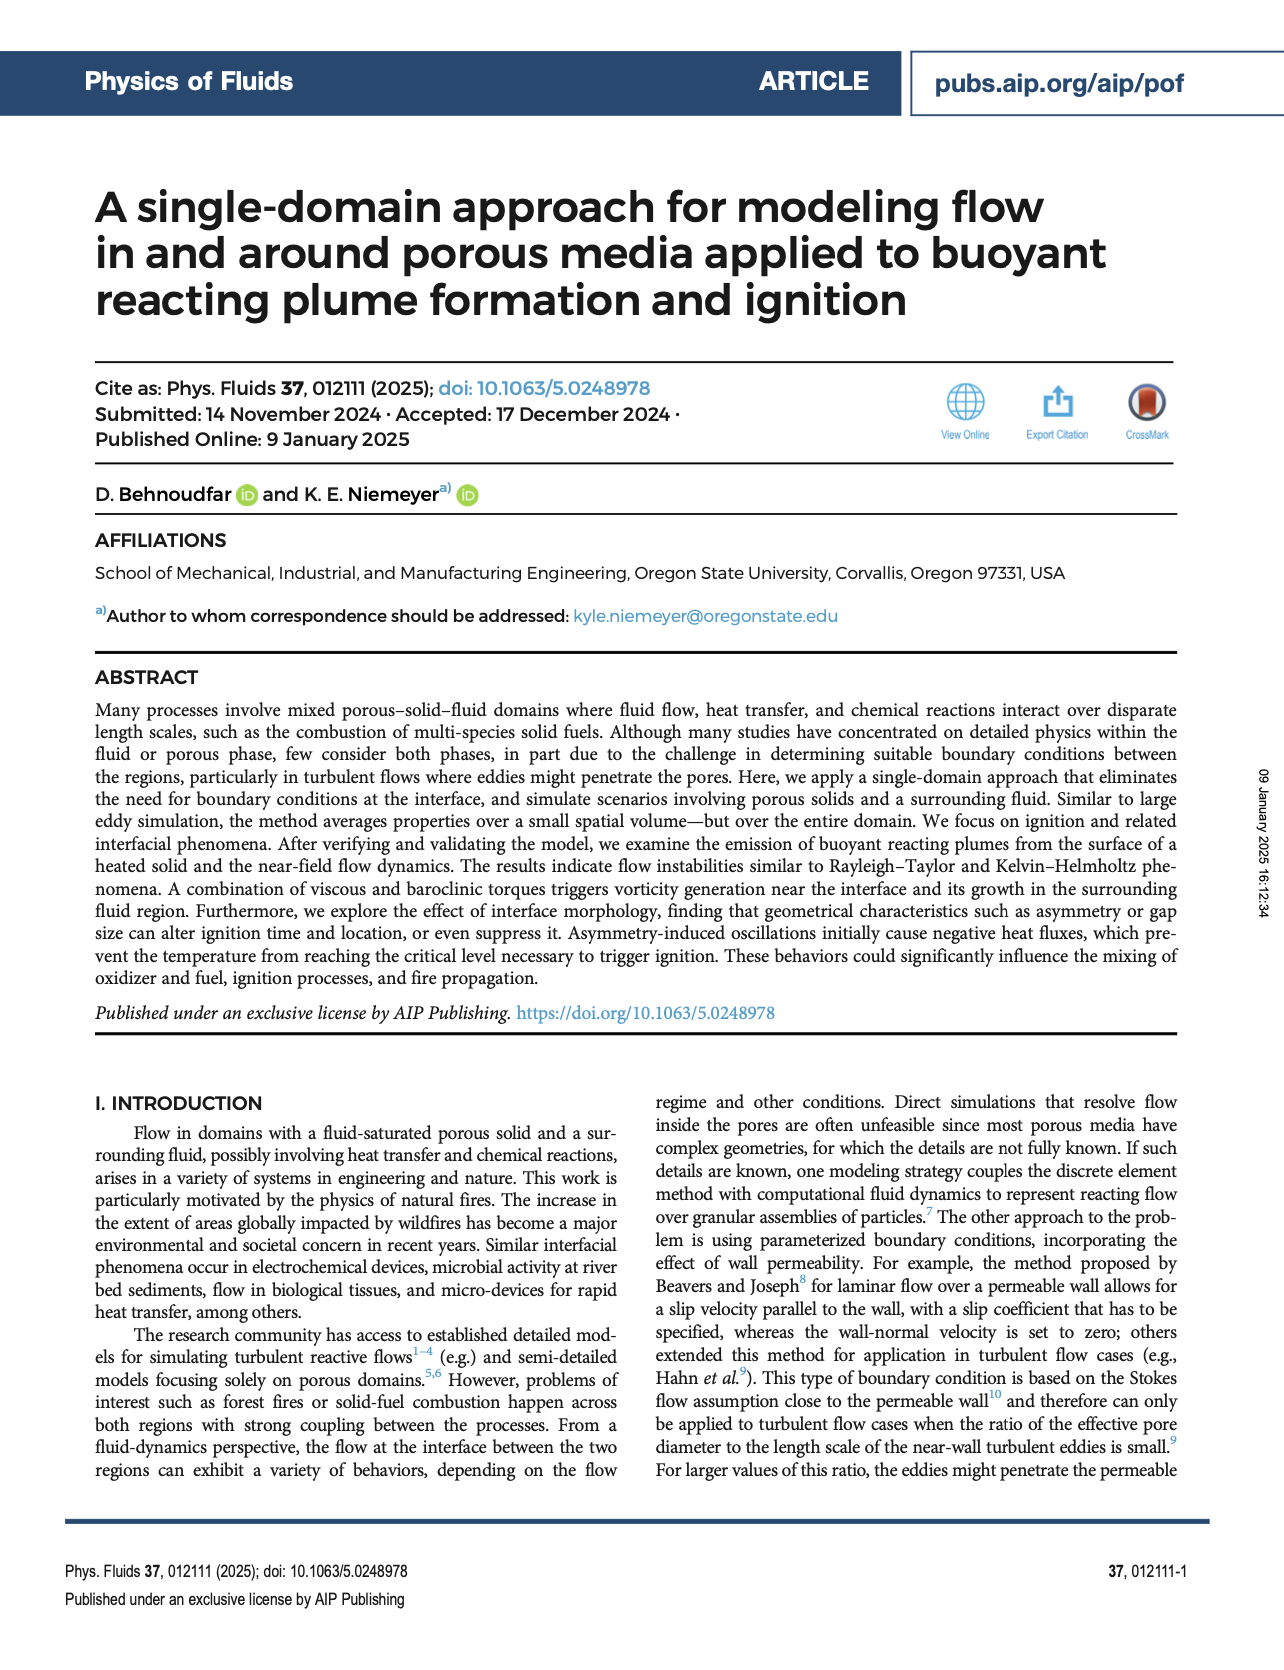 Physics of Fluids
ARTICLE
pubs.aip.org/aip/pof
A single-domain approach for modeling flow
in and around porous media applied to buoyant
reacting plume formation and ignition
Cite as: Phys. Fluids 37, 012111 (2025); doi: 10.1063/5.0248978
Submitted: 14 November 2024 · Accepted: 17 December 2024 ·
Published Online: 9 January 2025
View Online
Export Citation
CrossMark
D. Behnoudfar iD and K. E. Niemeyer a) iD
AFFILIATIONS
School of Mechanical, Industrial, and Manufacturing Engineering, Oregon State University, Corvallis, Oregon 97331, USA
a)Author to whom correspondence should be addressed: kyle.niemeyer@oregonstate.edu
ABSTRACT
Many processes involve mixed porous–solid–fluid domains where fluid flow, heat transfer, and chemical reactions interact over disparate
length scales, such as the combustion of multi-species solid fuels. Although many studies have concentrated on detailed physics within the
fluid or porous phase, few consider both phases, in part due to the challenge in determining suitable boundary conditions between
the regions, particularly in turbulent flows where eddies might penetrate the pores. Here, we apply a single-domain approach that eliminates
the need for boundary conditions at the interface, and simulate scenarios involving porous solids and a surrounding fluid. Similar to large
eddy simulation, the method averages properties over a small spatial volume—but over the entire domain. We focus on ignition and related
interfacial phenomena. After verifying and validating the model, we examine the emission of buoyant reacting plumes from the surface of a
heated solid and the near-field flow dynamics. The results indicate flow instabilities similar to Rayleigh–Taylor and Kelvin–Helmholtz phe-
nomena. A combination of viscous and baroclinic torques triggers vorticity generation near the interface and its growth in the surrounding
fluid region. Furthermore, we explore the effect of interface morphology, finding that geometrical characteristics such as asymmetry or gap
size can alter ignition time and location, or even suppress it. Asymmetry-induced oscillations initially cause negative heat fluxes, which pre-
vent the temperature from reaching the critical level necessary to trigger ignition. These behaviors could significantly influence the mixing of
oxidizer and fuel, ignition processes, and fire propagation.
Published under an exclusive license by AIP Publishing. https://doi.org/10.1063/5.0248978
I. INTRODUCTION
Flow in domains with a fluid-saturated porous solid and a sur-
rounding fluid, possibly involving heat transfer and chemical reactions,
arises in a variety of systems in engineering and nature. This work is
particularly motivated by the physics of natural fires. The increase in
the extent of areas globally impacted by wildfires has become a major
environmental and societal concern in recent years. Similar interfacial
phenomena occur in electrochemical devices, microbial activity at river
bed sediments, flow in biological tissues, and micro-devices for rapid
heat transfer, among others.
The research community has access to established detailed mod-
els for simulating turbulent reactive flows1–4 (e.g.) and semi-detailed
models focusing solely on porous domains.5,6 However, problems of
interest such as forest fires or solid-fuel combustion happen across
both regions with strong coupling between the processes. From a
fluid-dynamics perspective, the flow at the interface between the two
regions can exhibit a variety of behaviors, depending on the flow
regime and other conditions. Direct simulations that resolve flow
inside the pores are often unfeasible since most porous media have
complex geometries, for which the details are not fully known. If such
details are known, one modeling strategy couples the discrete element
method with computational fluid dynamics to represent reacting flow
over granular assemblies of particles.7 The other approach to the prob-
lem is using parameterized boundary conditions, incorporating the
effect of wall permeability. For example, the method proposed by
Beavers and Joseph8 for laminar flow over a permeable wall allows for
a slip velocity parallel to the wall, with a slip coefficient that has to be
specified, whereas the wall-normal velocity is set to zero; others
extended this method for application in turbulent flow cases (e.g.,
Hahn et al.9). This type of boundary condition is based on the Stokes
flow assumption close to the permeable wall10 and therefore can only
be applied to turbulent flow cases when the ratio of the effective pore
diameter to the length scale of the near-wall turbulent eddies is small.9
For larger values of this ratio, the eddies might penetrate the permeable
09 January 2025 16:12:34
Phys. Fluids 37, 012111 (2025); doi: 10.1063/5.0248978
37, 012111-1
Published under an exclusive license by AIP Publishing